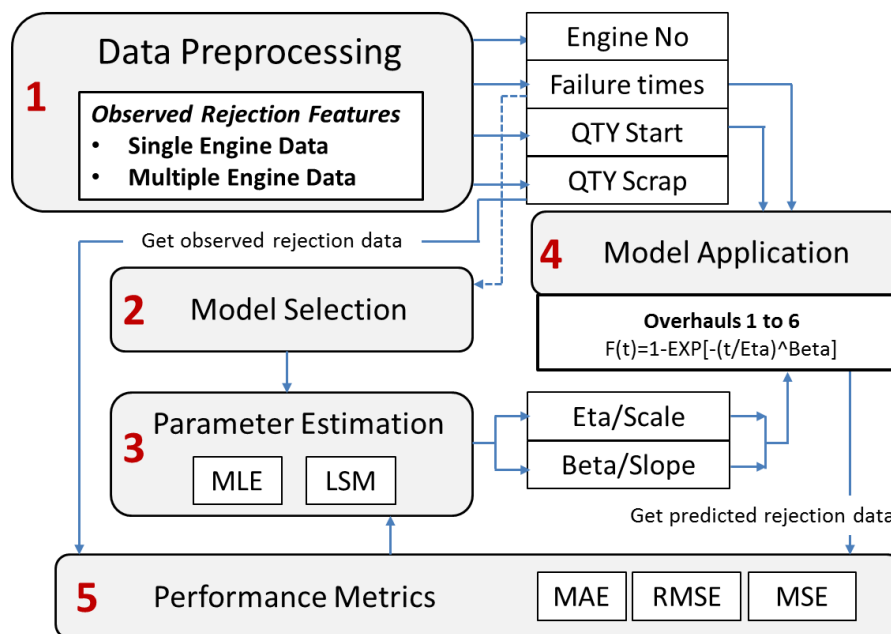 Data Preprocessing
1
Observed Rejection Features
• Single Engine Data
• Multiple Engine Data
Engine No
Failure times
QTY Start
QTY Scrap
Get observed rejection data
4 Model Application
Overhauls 1 to 6
F(t)=1-EXP[-(t/Eta)^Beta]
2 Model Selection
3 Parameter Estimation
MLE LSM
Eta/Scale
Beta/Slope
Get predicted rejection data
5 Performance Metrics MAE RMSE MSE